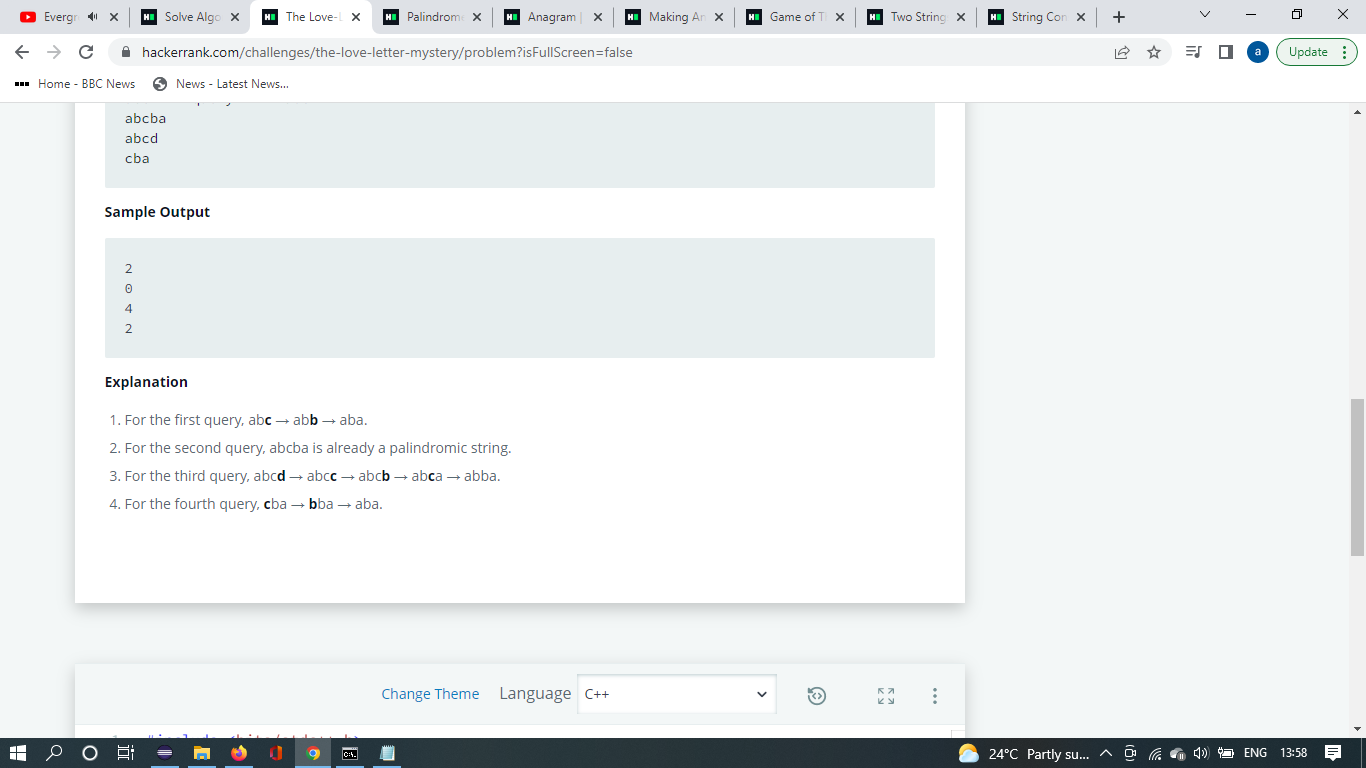 Evergr
Solve Algo
The Love-L
Palindrom
Anagram |
Making An
Game of Th
Two String
String Con
hackerrank.com/challenges/the-love-letter-mystery/problem?isFullScreen=false
a
Update
Home - BBC News
News - Latest News...
abcba
abcd
cba
Sample Output
2
0
4
2
Explanation
1. For the first query, abc → abb → aba.
2. For the second query, abcba is already a palindromic string.
3. For the third query, abcd → abcc → abcb → abca → abba.
4. For the fourth query, cba → bba → aba.
Change Theme Language C++
24°C Partly su... ENG 13:58